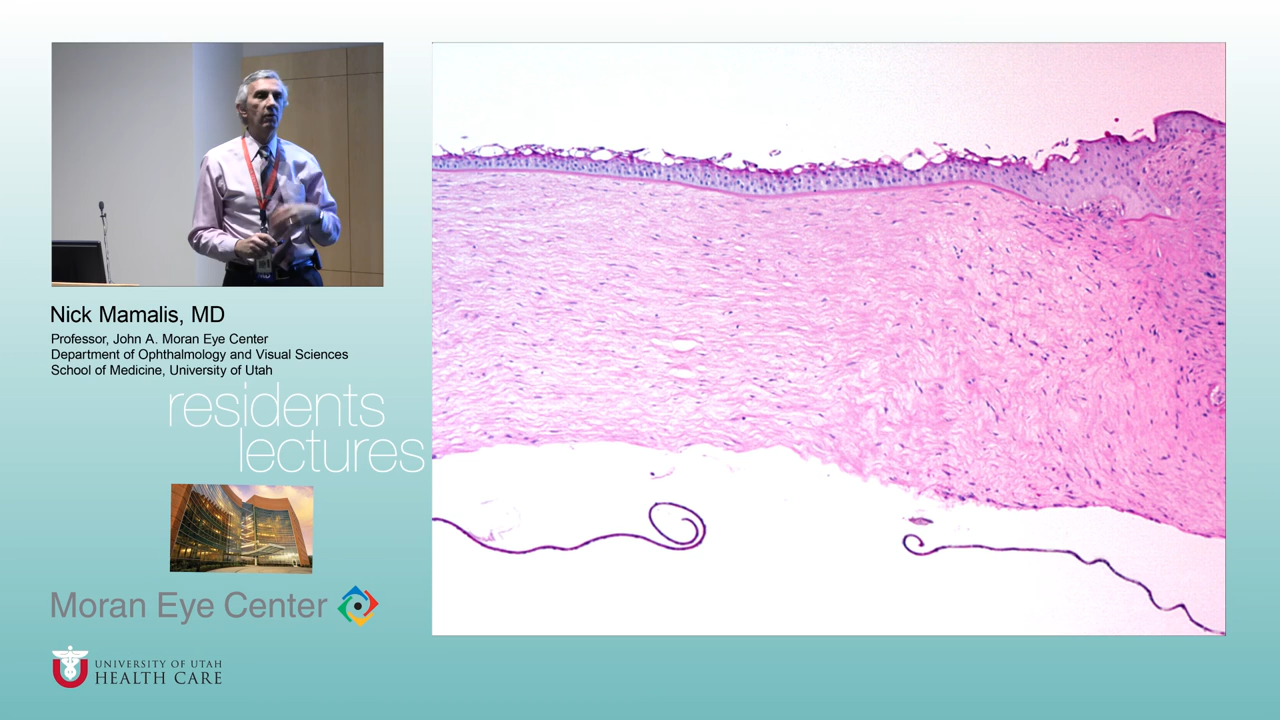 Nick Mamalis, MD
Professor, John A. Moran Eye Center
Department of Ophthalmology and Visual Sciences
School of Medicine, University of Utah
residents
lectures
Moran Eye Center
UNIVERSITY OF UTAH
HEALTH CARE